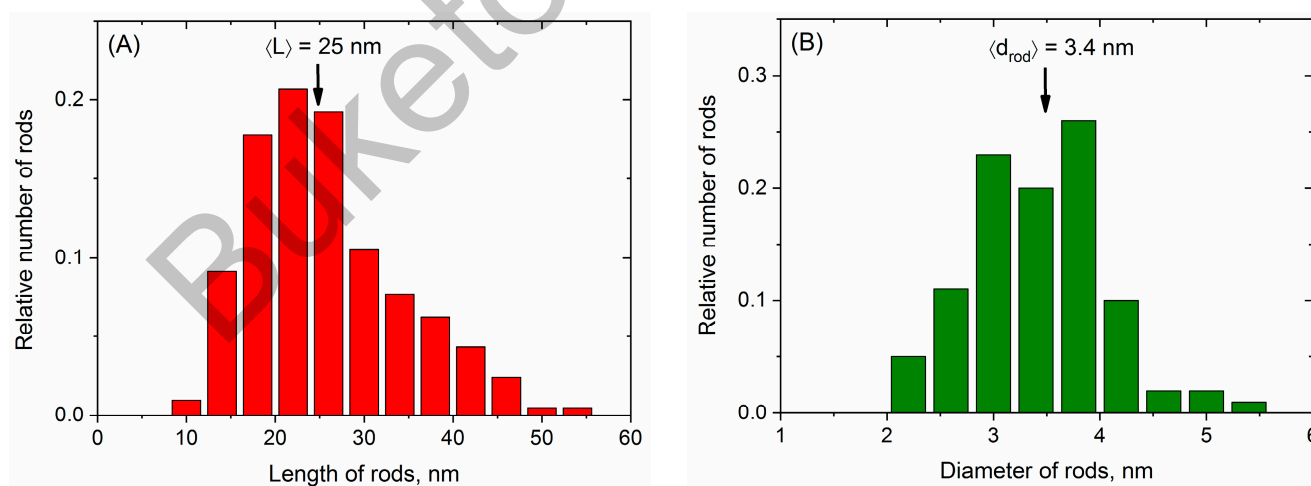 (A)
⟨L⟩ = 25 nm
Relative number of rods
0.2
0.1
0.0
0 10 20 30 40 50 60
Length of rods, nm
(B)
⟨d_rod⟩ = 3.4 nm
Relative number of rods
0.3
0.2
0.1
0.0
1 2 3 4 5 6
Diameter of rods, nm
Buketo